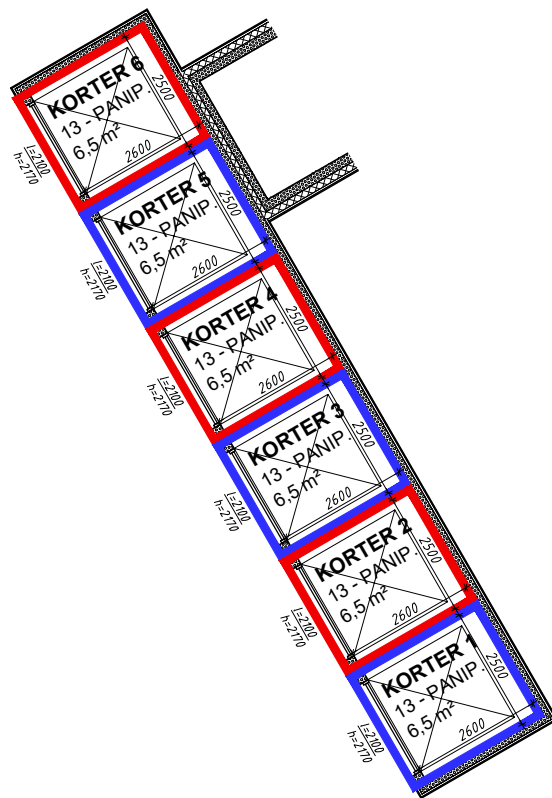 KORTER 6
13 - PANIP.
6,5 m²
2500
2600
l=2100
h=2170
KORTER 5
13 - PANIP.
6,5 m²
2500
2600
l=2100
h=2170
KORTER 4
13 - PANIP.
6,5 m²
2500
2600
l=2100
h=2170
KORTER 3
13 - PANIP.
6,5 m²
2500
2600
l=2100
h=2170
KORTER 2
13 - PANIP.
6,5 m²
2500
2600
l=2100
h=2170
KORTER 1
13 - PANIP.
6,5 m²
2500
2600
l=2100
h=2170